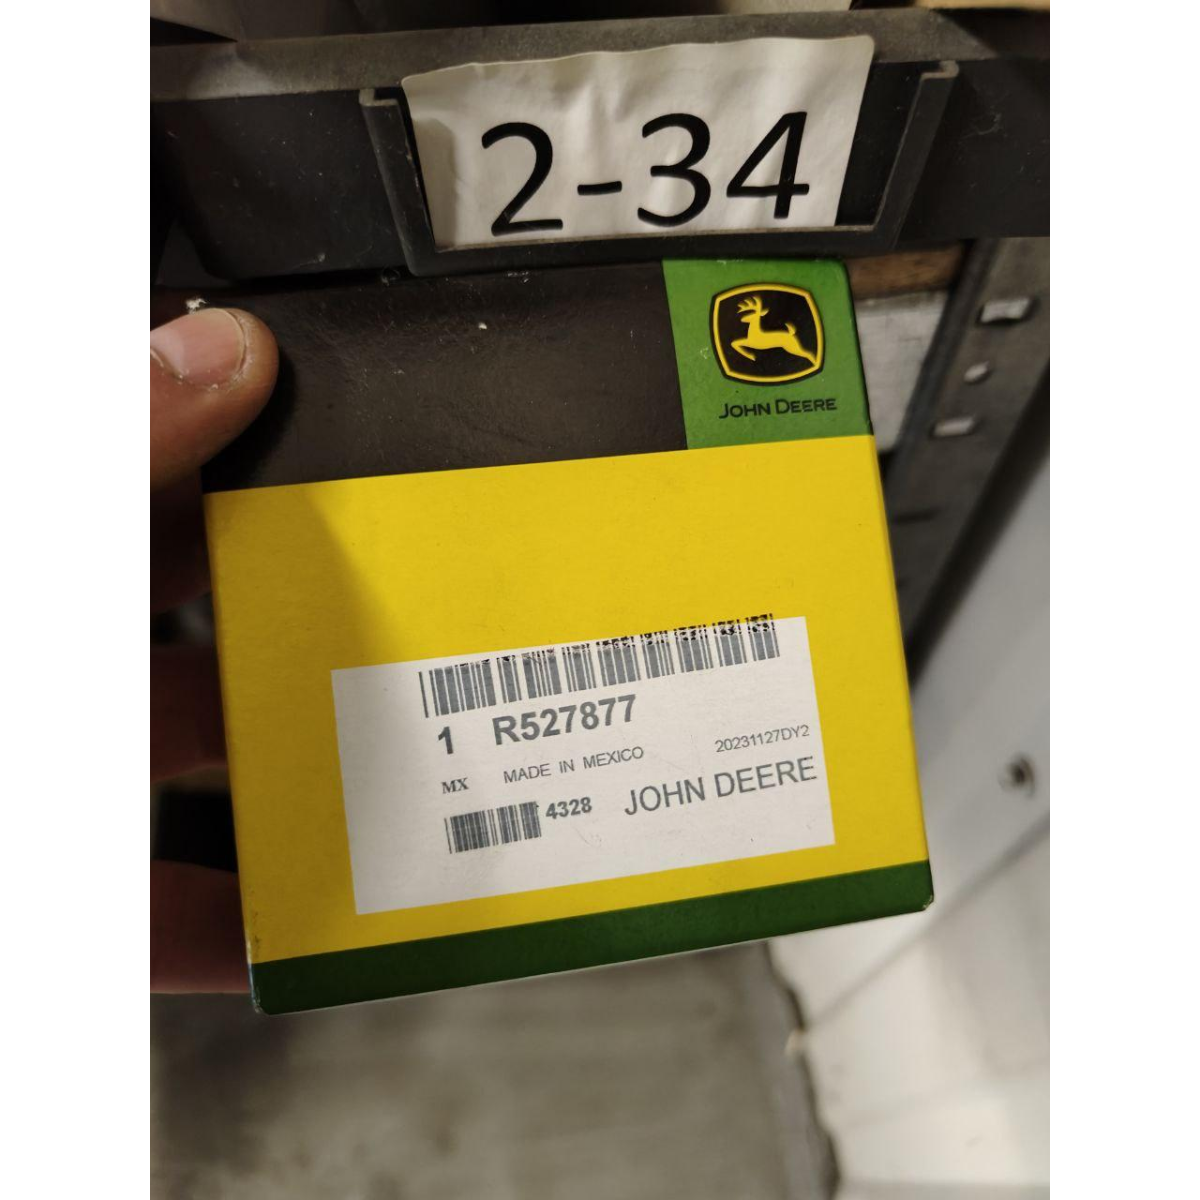 2-34
JOHN DEERE
1 R527877
MX MADE IN MEXICO 20231127DY2
4328 JOHN DEERE